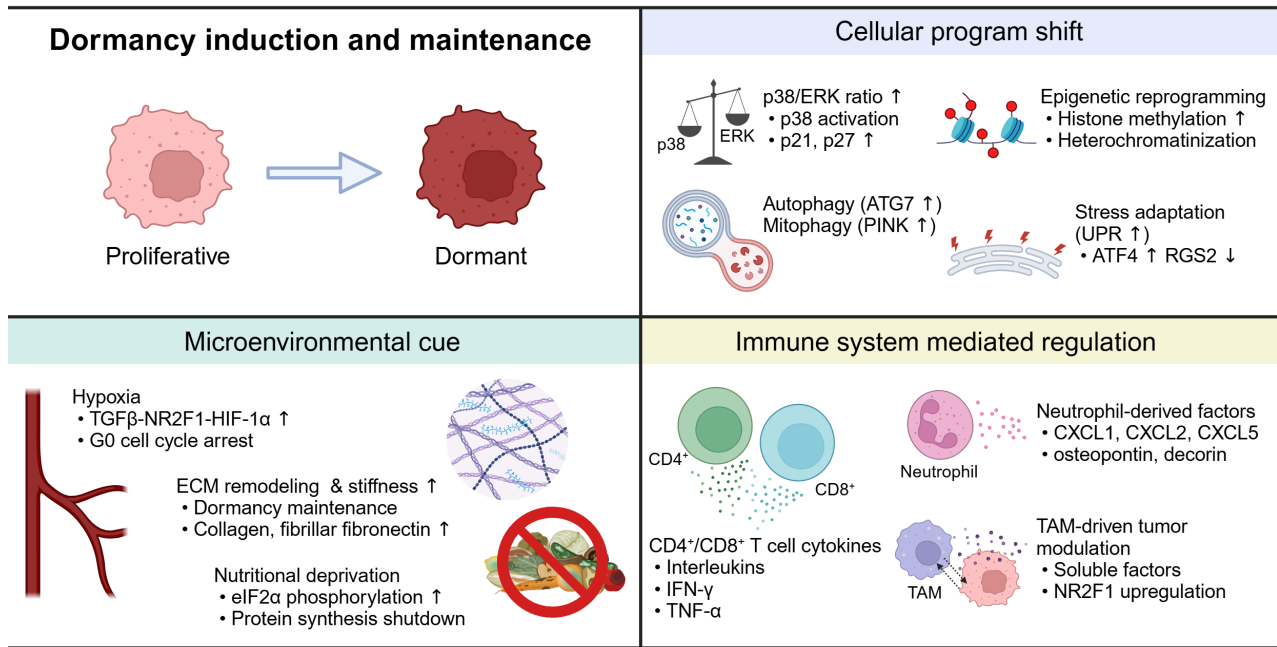 Dormancy induction and maintenance
Proliferative
Dormant
Cellular program shift
p38
ERK
p38/ERK ratio ↑
• p38 activation
• p21, p27 ↑
Epigenetic reprogramming
• Histone methylation ↑
• Heterochromatinization
Autophagy (ATG7 ↑)
Mitophagy (PINK ↑)
Stress adaptation
(UPR ↑)
• ATF4 ↑ RGS2 ↓
Microenvironmental cue
Hypoxia
• TGFβ-NR2F1-HIF-1α ↑
• G0 cell cycle arrest
ECM remodeling & stiffness ↑
• Dormancy maintenance
• Collagen, fibrillar fibronectin ↑
Nutritional deprivation
• eIF2α phosphorylation ↑
• Protein synthesis shutdown
Immune system mediated regulation
CD4⁺
CD8⁺
CD4⁺/CD8⁺ T cell cytokines
• Interleukins
• IFN-γ
• TNF-α
Neutrophil
Neutrophil-derived factors
• CXCL1, CXCL2, CXCL5
• osteopontin, decorin
TAM
TAM-driven tumor
modulation
• Soluble factors
• NR2F1 upregulation